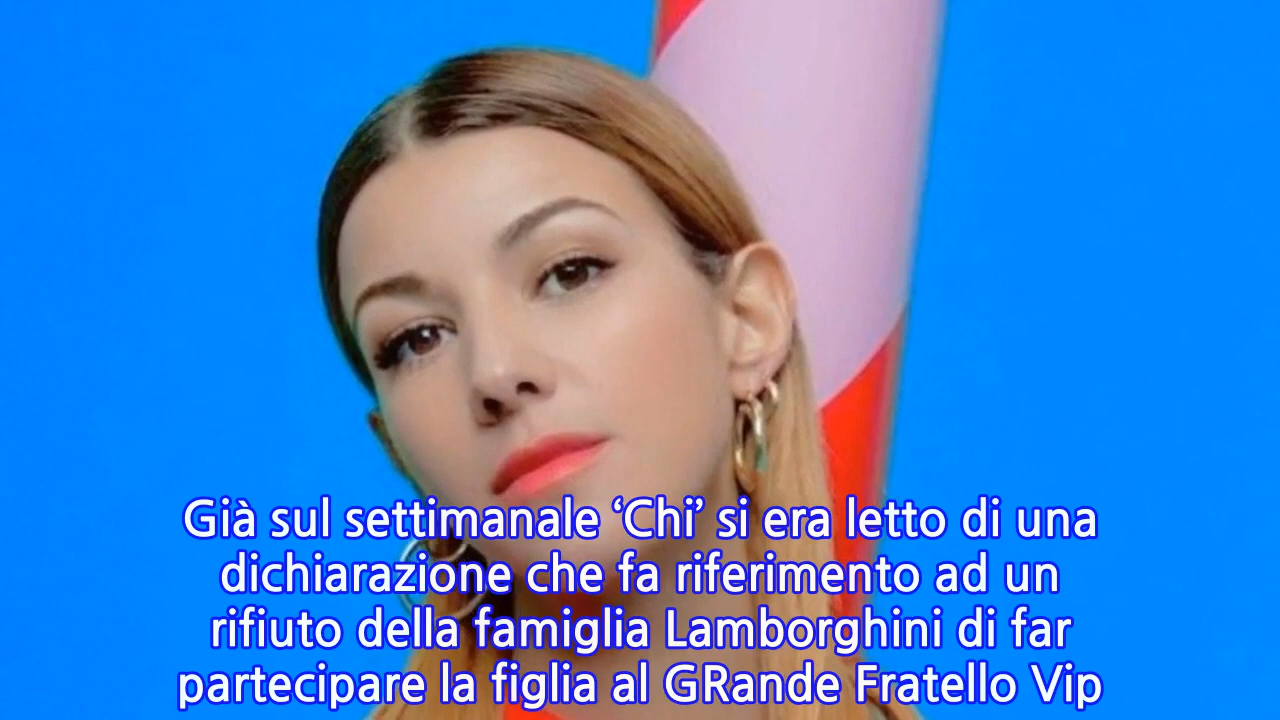 Già sul settimanale ‘Chi’ si era letto di una
dichiarazione che fa riferimento ad un
rifiuto della famiglia Lamborghini di far
partecipare la figlia al GRande Fratello Vip